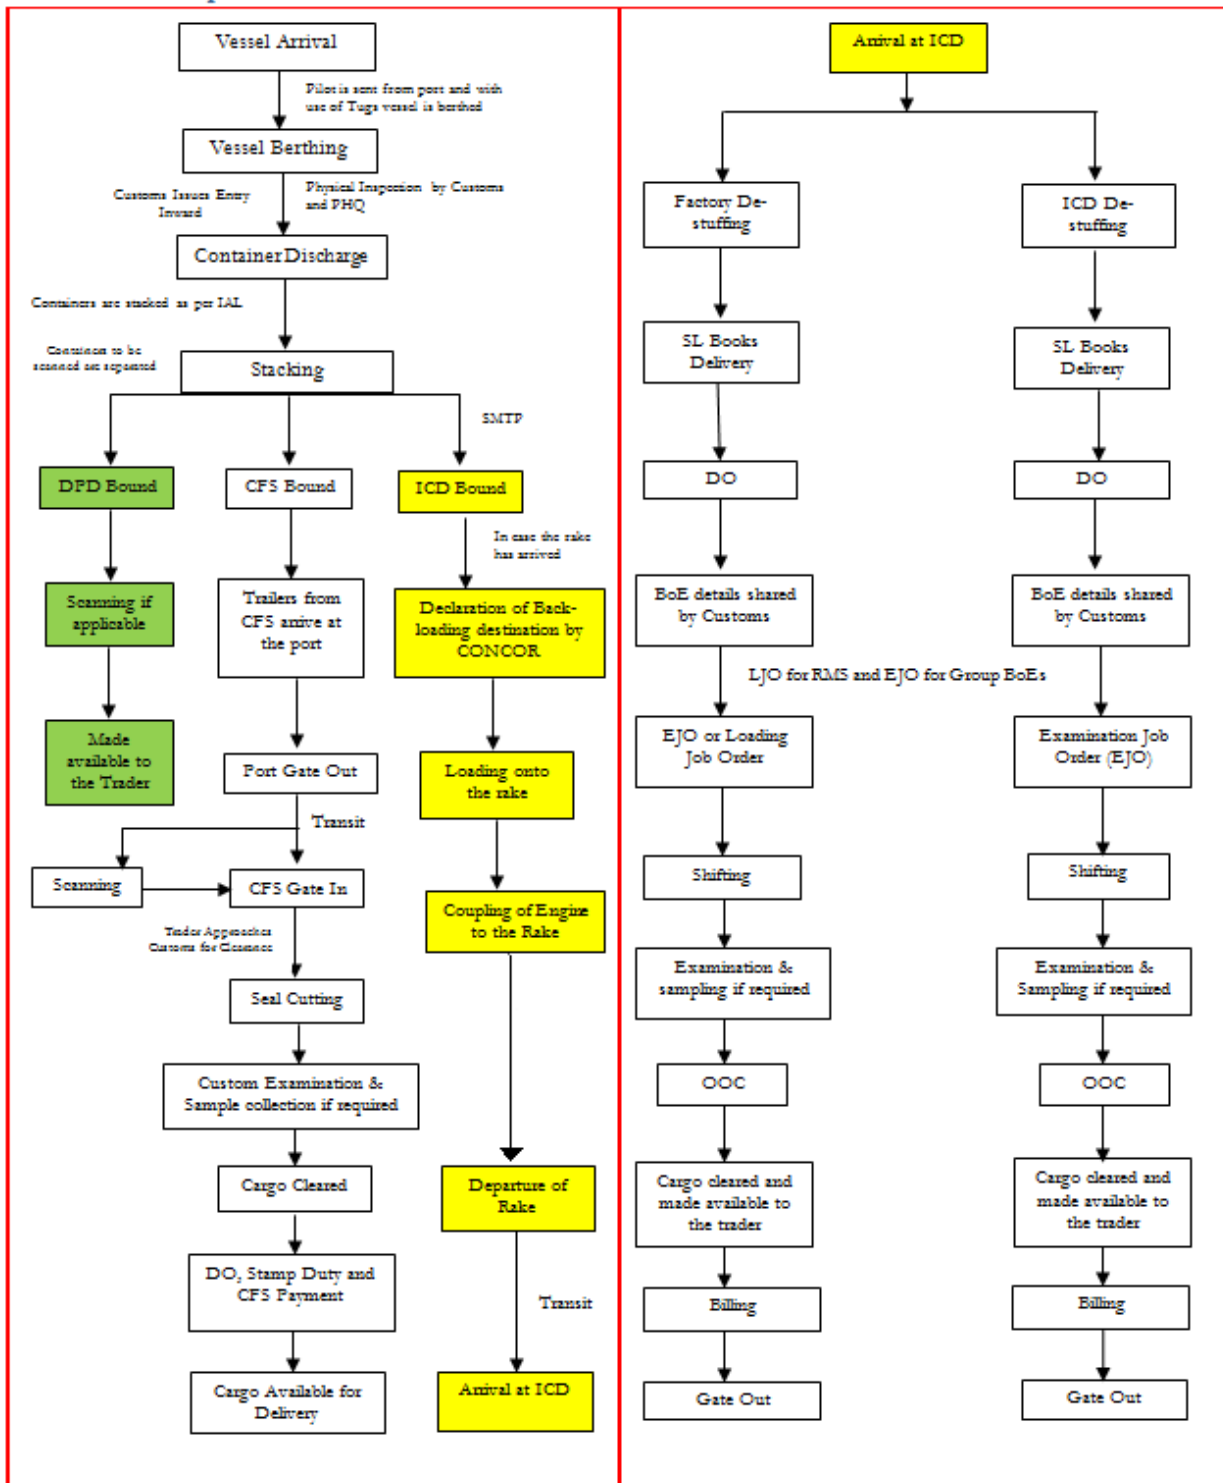 Vessel Arrival
Pilot is sent from port and with
use of Tugs vessel is berthed
Vessel Berthing
Customs Issues Entry
Inward
Physical Inspection by Customs
and PHO
Container Discharge
Containers are stacked as per IAL
Containers to be
scanned are separated
Stacking
SMTP
DPD Bound
CFS Bound
ICD Bound
In case the rake
has arrived
Scanning if
applicable
Trailers from
CFS arrive at
the port
Declaration of Back-
loading destination by
CONCOR
Made
available to
the Trader
Port Gate Out
Loading onto
the rake
Transit
Scanning
CFS Gate In
Coupling of Engine
to the Rake
Trader Approaches
Customs for Clearance
Seal Cutting
Custom Examination &
Sample collection if required
Cargo Cleared
Departure of
Rake
DO, Stamp Duty and
CFS Payment
Transit
Cargo Available for
Delivery
Arrival at ICD
Arrival at ICD
Factory De-
stuffing
ICD De-
stuffing
SL Books
Delivery
SL Books
Delivery
DO
DO
BoE details shared
by Customs
BoE details shared
by Customs
LJO for RMS and EJO for Group BoEs
EJO or Loading
Job Order
Examination Job
Order (EJO)
Shifting
Shifting
Examination &
sampling if required
Examination &
Sampling if required
OOC
OOC
Cargo cleared and
made available to
the trader
Cargo cleared and
made available to
the trader
Billing
Billing
Gate Out
Gate Out